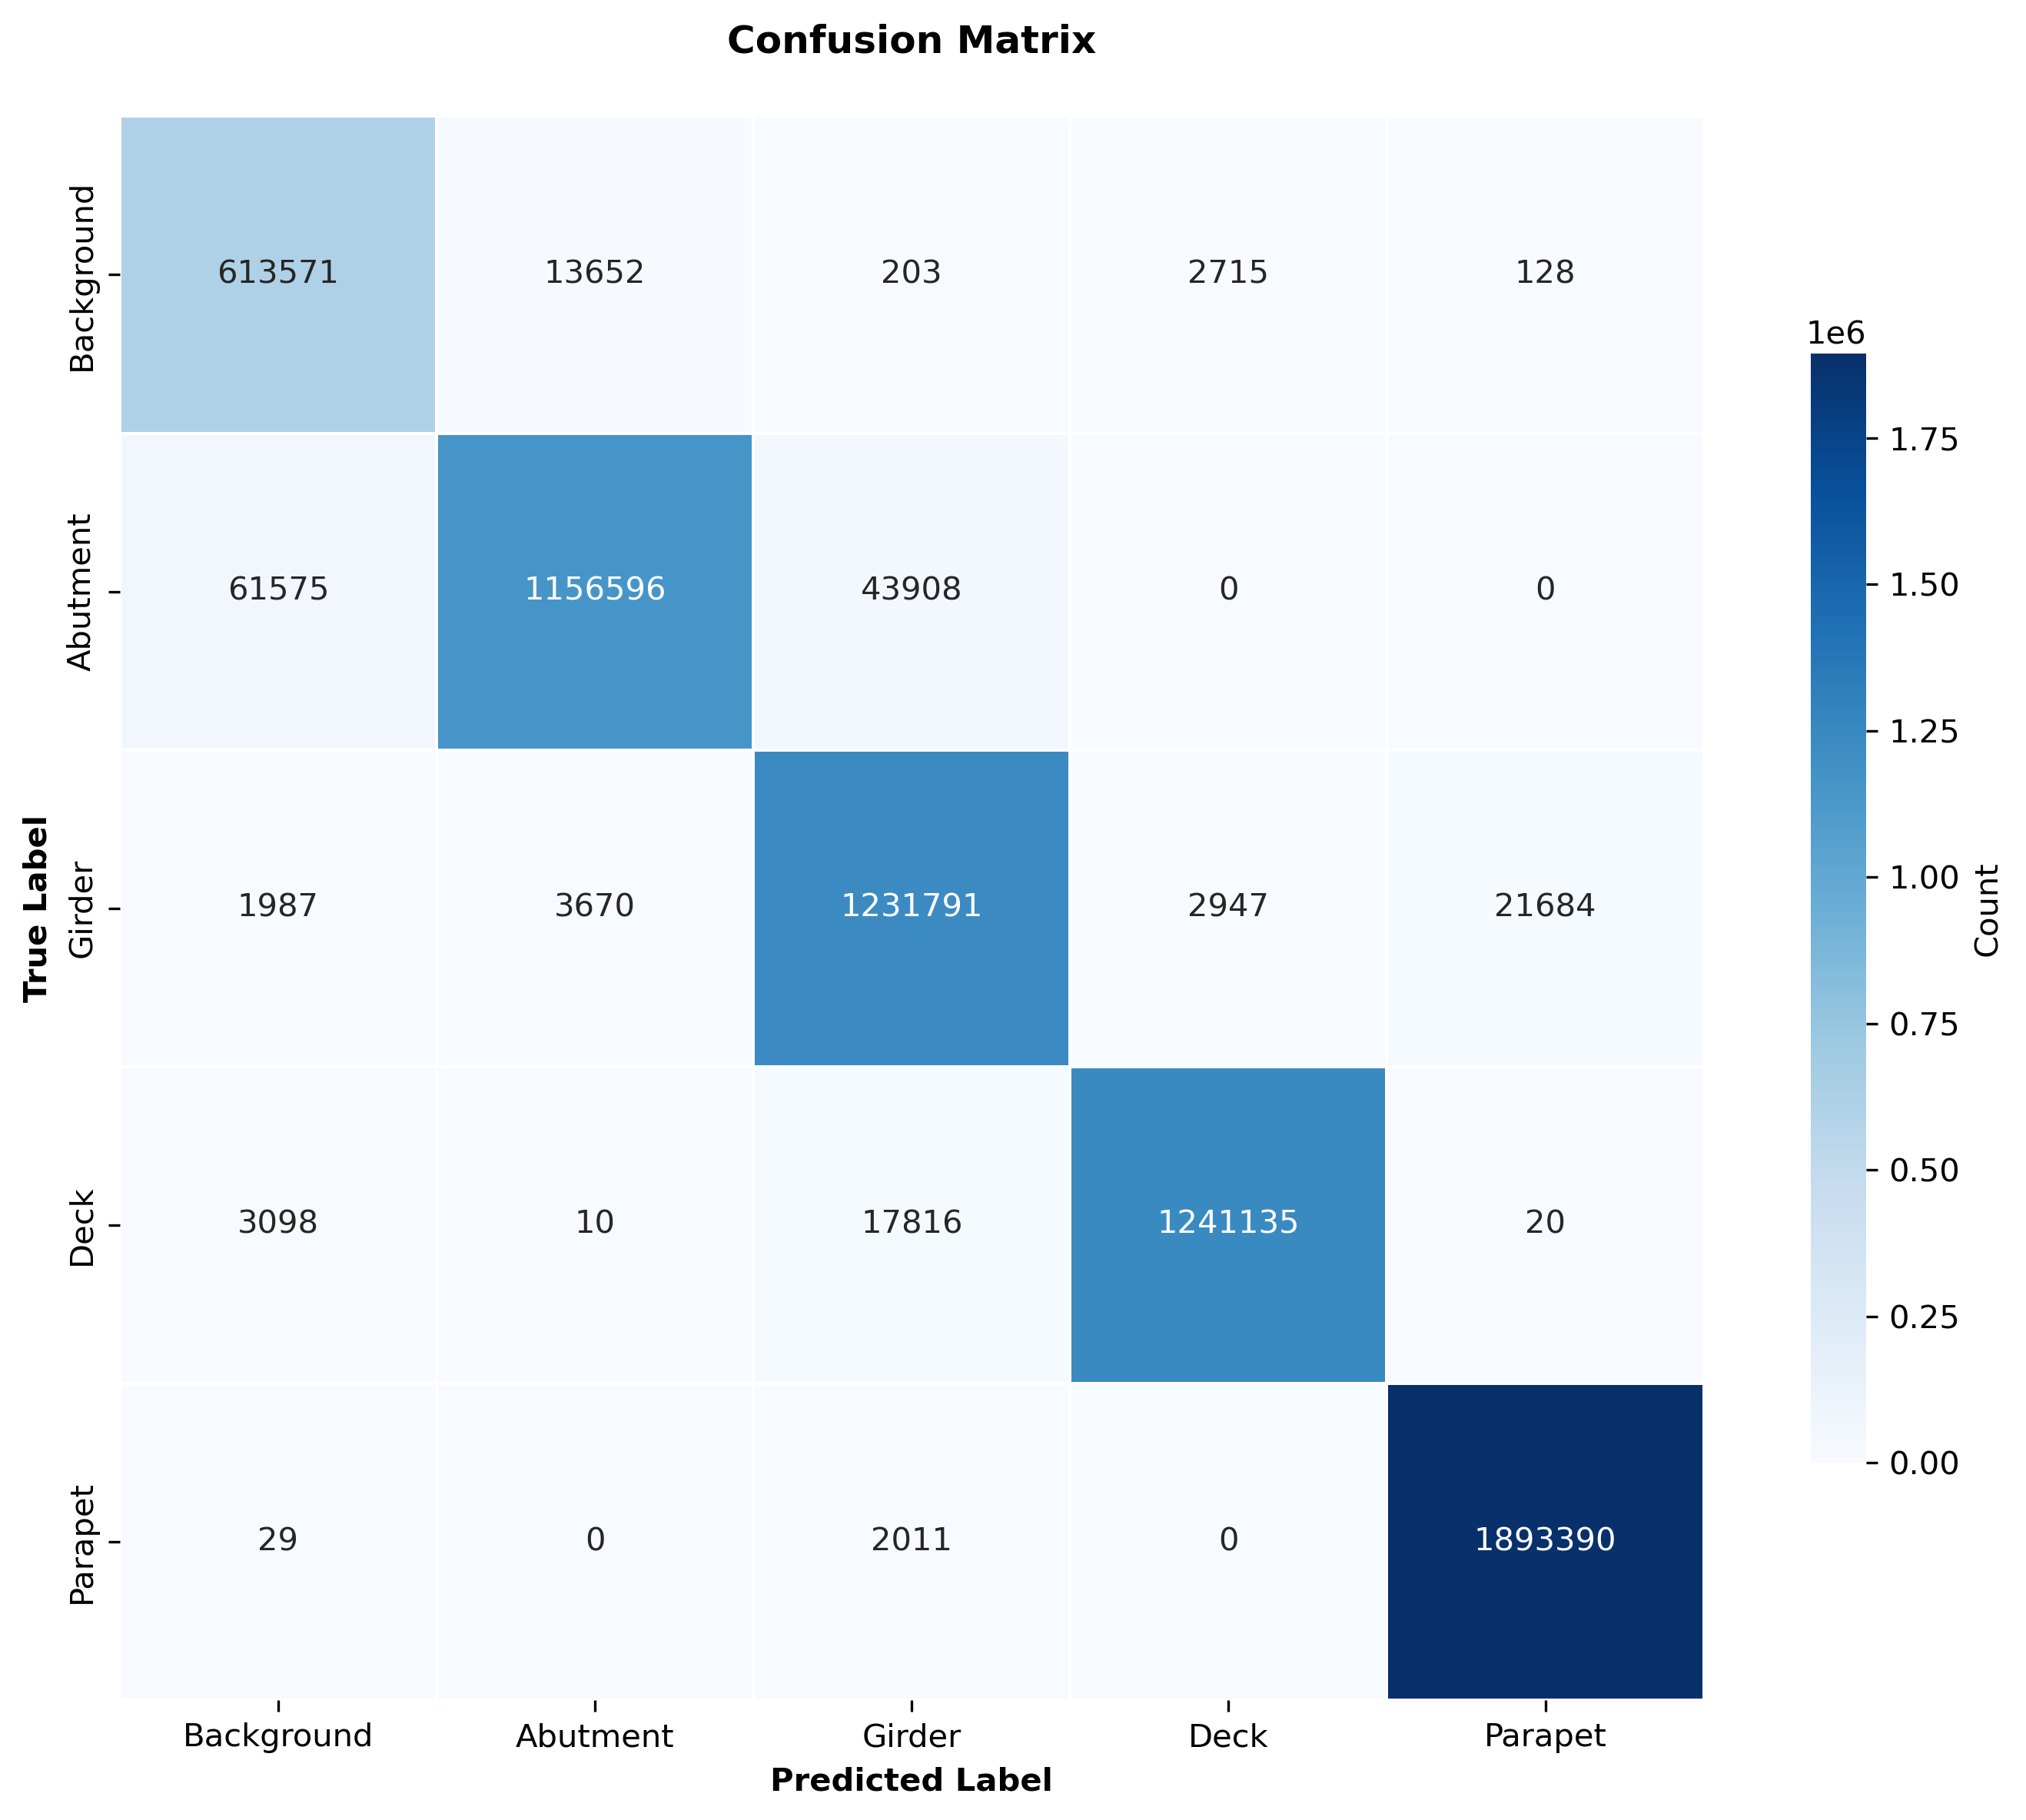 Confusion Matrix
Background
613571 13652 203 2715 128
Abutment
61575 1156596 43908 0 0
Girder
1987 3670 1231791 2947 21684
Deck
3098 10 17816 1241135 20
Parapet
29 0 2011 0 1893390
Background Abutment Girder Deck Parapet
Predicted Label
True Label
1e6
1.75
1.50
1.25
1.00
0.75
0.50
0.25
0.00
Count